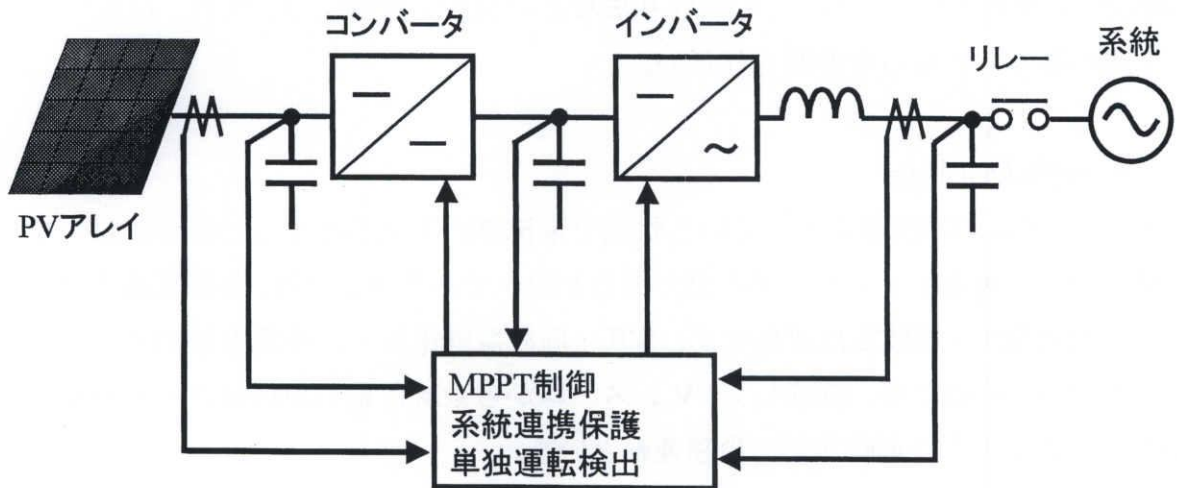 コンバータ
インバータ
リレー
系統
PVアレイ
MPPT制御
系統連携保護
単独運転検出